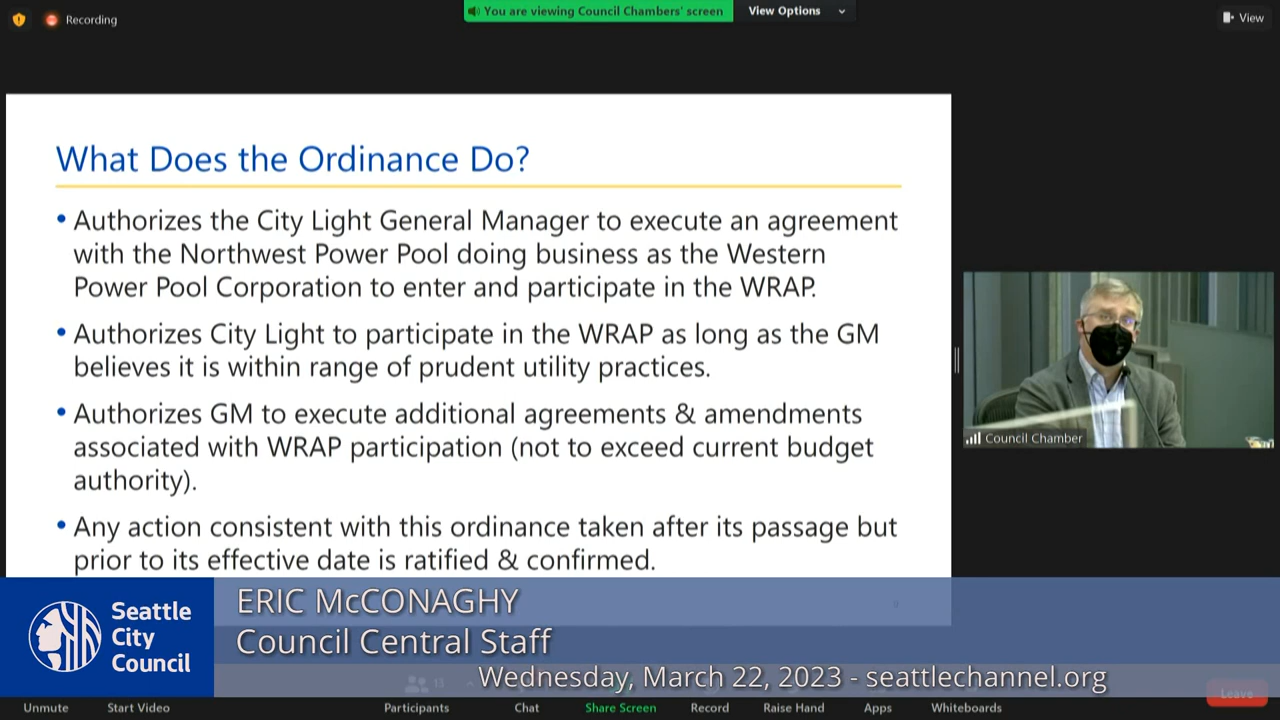 Recording
You are viewing Council Chambers' screen
View Options
View
What Does the Ordinance Do?
• Authorizes the City Light General Manager to execute an agreement
with the Northwest Power Pool doing business as the Western
Power Pool Corporation to enter and participate in the WRAP.
• Authorizes City Light to participate in the WRAP as long as the GM
believes it is within range of prudent utility practices.
• Authorizes GM to execute additional agreements & amendments
associated with WRAP participation (not to exceed current budget
authority).
• Any action consistent with this ordinance taken after its passage but
prior to its effective date is ratified & confirmed.
Council Chamber
Seattle
City
Council
ERIC McCONAGHY
Council Central Staff
Wednesday, March 22, 2023 - seattlechannel.org
Unmute
Start Video
Participants
Chat
Share Screen
Record
Raise Hand
Apps
Whiteboards
Leave